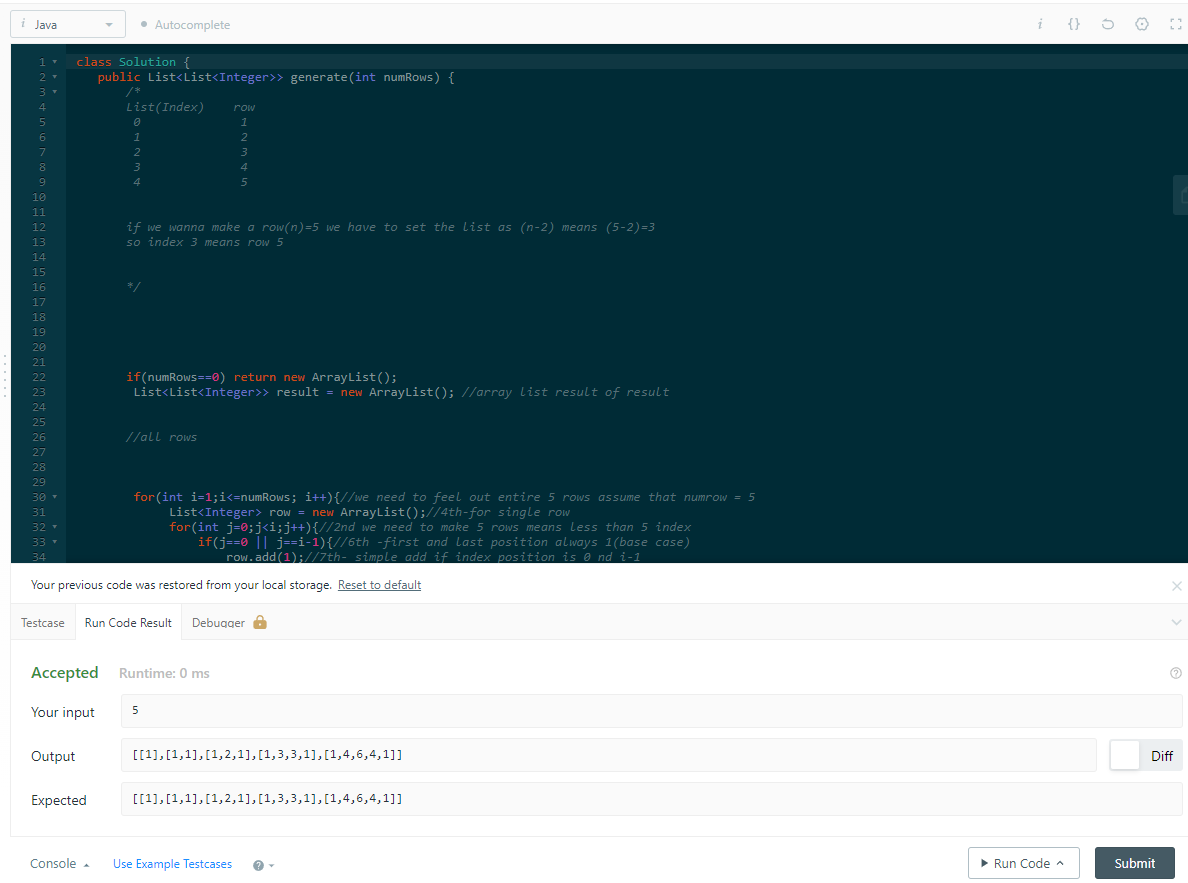 i Java Autocomplete i {}
1 class Solution {
2 public List<List<Integer>> generate(int numRows) {
3 /*
4 List(Index) row
5 0 1
6 1 2
7 2 3
8 3 4
9 4 5
10
11
12 if we wanna make a row(n)=5 we have to set the list as (n-2) means (5-2)=3
13 so index 3 means row 5
14
15
16 */
17
18
19
20
21
22 if(numRows==0) return new ArrayList();
23 List<List<Integer>> result = new ArrayList(); //array list result of result
24
25
26 //all rows
27
28
29
30 for(int i=1;i<=numRows; i++){//we need to feel out entire 5 rows assume that numrow = 5
31 List<Integer> row = new ArrayList();//4th-for single row
32 for(int j=0;j<i;j++){//2nd we need to make 5 rows means less than 5 index
33 if(j==0 || j==i-1){//6th -first and last position always 1(base case)
34 row.add(1);//7th- simple add if index position is 0 nd i-1
Your previous code was restored from your local storage. Reset to default
Testcase Run Code Result Debugger
Accepted Runtime: 0 ms
Your input 5
Output [[1],[1,1],[1,2,1],[1,3,3,1],[1,4,6,4,1]] Diff
Expected [[1],[1,1],[1,2,1],[1,3,3,1],[1,4,6,4,1]]
Console Use Example Testcases ? Run Code Submit